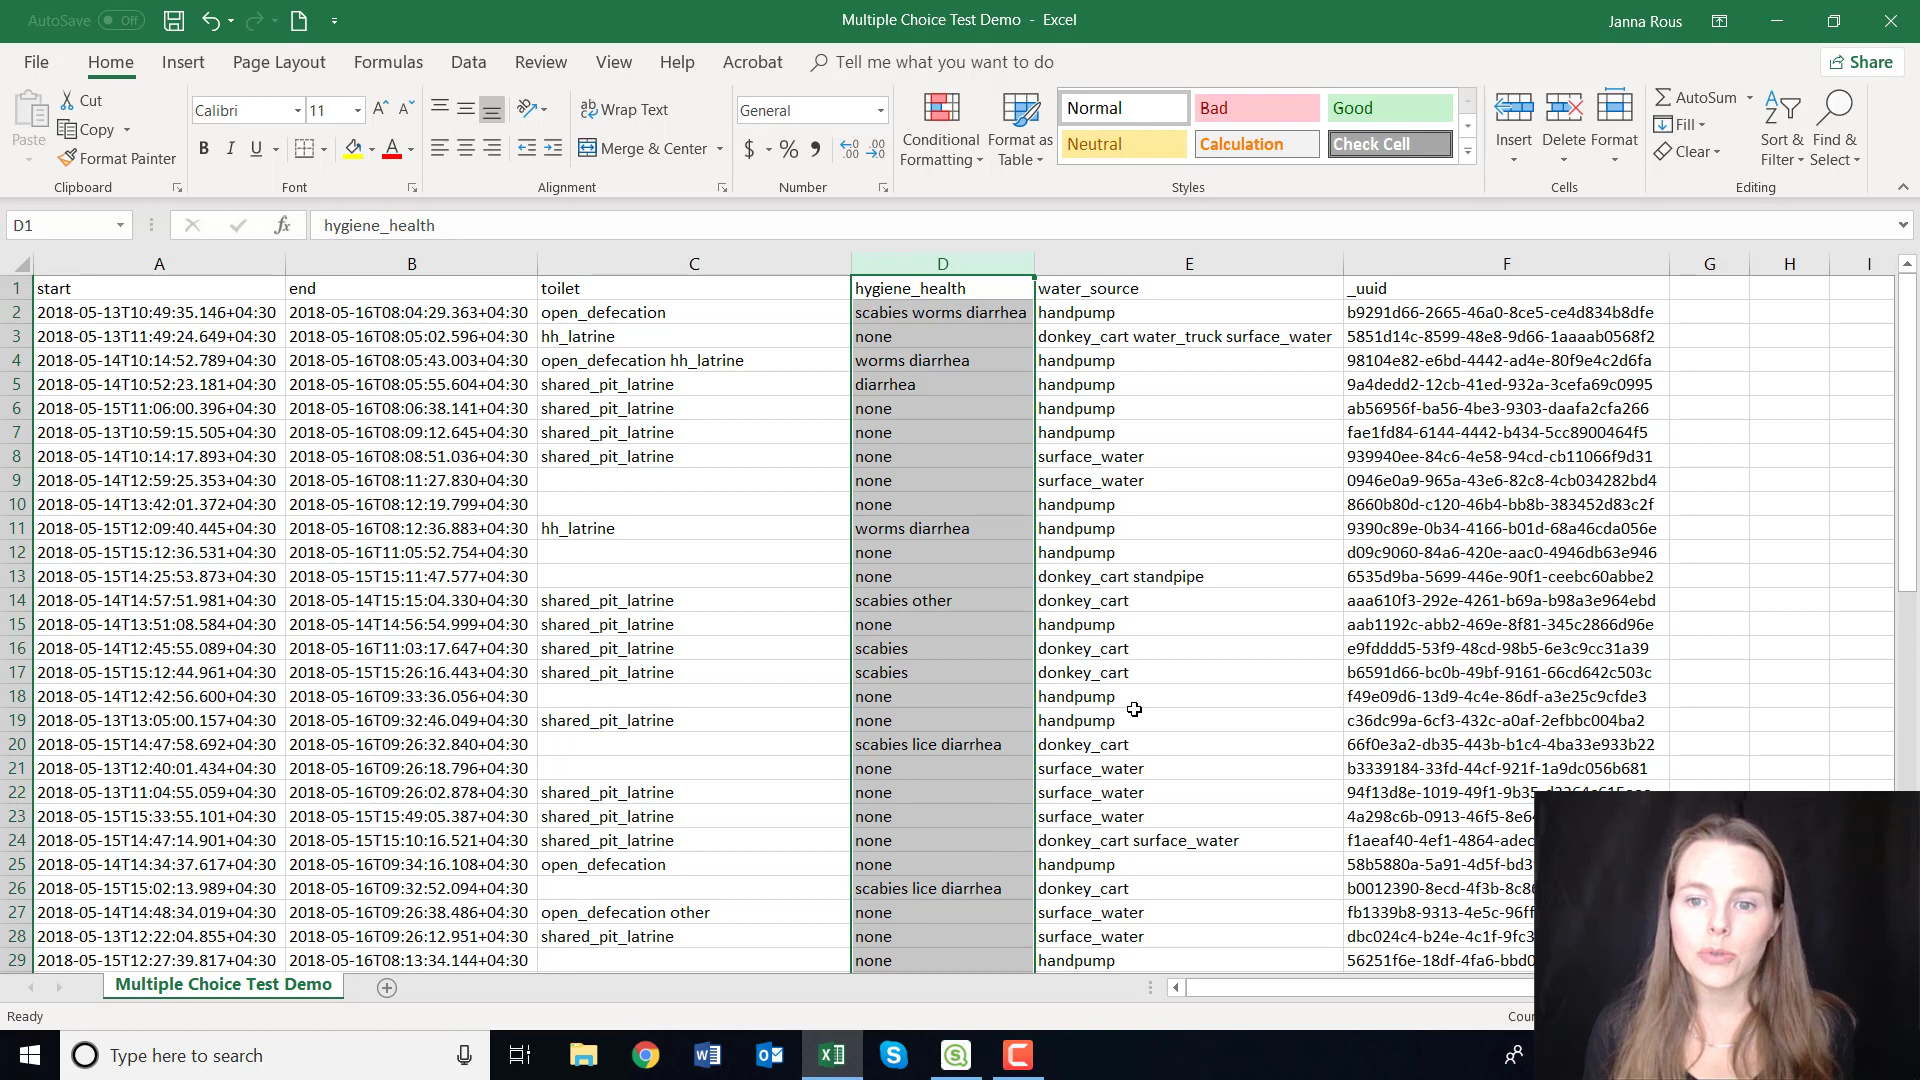 AutoSave Off
Multiple Choice Test Demo - Excel
Janna Rous
File Home Insert Page Layout Formulas Data Review View Help Acrobat Tell me what you want to do Share
Paste
Cut
Copy
Format Painter
Clipboard
Calibri 11
B I U
Font
Wrap Text
Merge & Center
Alignment
General
$ % ,
Number
Conditional Formatting
Format as Table
Normal Bad Good
Neutral Calculation Check Cell
Styles
Insert Delete Format
Cells
AutoSum
Fill
Clear
Sort & Filter
Find & Select
Editing
D1 fx hygiene_health
A B C D E F G H I
1 start end toilet hygiene_health water_source _uuid
2 2018-05-13T10:49:35.146+04:30 2018-05-16T08:04:29.363+04:30 open_defecation scabies worms diarrhea handpump b9291d66-2665-46a0-8ce5-ce4d834b8dfe
3 2018-05-13T11:49:24.649+04:30 2018-05-16T08:05:02.596+04:30 hh_latrine none donkey_cart water_truck surface_water 5851d14c-8599-48e8-9d66-1aaaab0568f2
4 2018-05-14T10:14:52.789+04:30 2018-05-16T08:05:43.003+04:30 open_defecation hh_latrine worms diarrhea handpump 98104e82-e6bd-4442-ad4e-80f9e4c2d6fa
5 2018-05-14T10:52:23.181+04:30 2018-05-16T08:05:55.604+04:30 shared_pit_latrine diarrhea handpump 9a4dedd2-12cb-41ed-932a-3cefa69c0995
6 2018-05-15T11:06:00.396+04:30 2018-05-16T08:06:38.141+04:30 shared_pit_latrine none handpump ab56956f-ba56-4be3-9303-daafa2cfa266
7 2018-05-13T10:59:15.505+04:30 2018-05-16T08:09:12.645+04:30 shared_pit_latrine none handpump fae1fd84-6144-4442-b434-5cc8900464f5
8 2018-05-14T10:14:17.893+04:30 2018-05-16T08:08:51.036+04:30 shared_pit_latrine none surface_water 939940ee-84c6-4e58-94cd-cb11066f9d31
9 2018-05-14T12:59:25.353+04:30 2018-05-16T08:11:27.830+04:30 none surface_water 0946e0a9-965a-43e6-82c8-4cb034282bd4
10 2018-05-14T13:42:01.372+04:30 2018-05-16T08:12:19.799+04:30 none handpump 8660b80d-c120-46b4-bb8b-383452d83c2f
11 2018-05-15T12:09:40.445+04:30 2018-05-16T08:12:36.883+04:30 hh_latrine worms diarrhea handpump 9390c89e-0b34-4166-b01d-68a46cda056e
12 2018-05-15T15:12:36.531+04:30 2018-05-16T11:05:52.754+04:30 none handpump d09c9060-84a6-420e-aac0-4946db63e946
13 2018-05-15T14:25:53.873+04:30 2018-05-15T15:11:47.577+04:30 none donkey_cart standpipe 6535d9ba-5699-446e-90f1-ceebc60abbe2
14 2018-05-14T14:57:51.981+04:30 2018-05-14T15:15:04.330+04:30 shared_pit_latrine scabies other donkey_cart aaa610f3-292e-4261-b69a-b98a3e964ebd
15 2018-05-14T13:51:08.584+04:30 2018-05-14T14:56:54.999+04:30 shared_pit_latrine none handpump aab1192c-abb2-469e-8f81-345c2866d96e
16 2018-05-14T12:45:55.089+04:30 2018-05-16T11:03:17.647+04:30 shared_pit_latrine scabies donkey_cart e9fdddd5-53f9-48cd-98b5-6e3c9cc31a39
17 2018-05-15T15:12:44.961+04:30 2018-05-15T15:26:16.443+04:30 shared_pit_latrine scabies donkey_cart b6591d66-bc0b-49bf-9161-66cd642c503c
18 2018-05-14T12:42:56.600+04:30 2018-05-16T09:33:36.056+04:30 none handpump f49e09d6-13d9-4c4e-86df-a3e25c9cfde3
19 2018-05-13T13:05:00.157+04:30 2018-05-16T09:32:46.049+04:30 shared_pit_latrine none handpump c36dc99a-6cf3-432c-a0af-2efbbc004ba2
20 2018-05-15T14:47:58.692+04:30 2018-05-16T09:26:32.840+04:30 scabies lice diarrhea donkey_cart 66f0e3a2-db35-443b-b1c4-4ba33e933b22
21 2018-05-13T12:40:01.434+04:30 2018-05-16T09:26:18.796+04:30 none surface_water b3339184-33fd-44cf-921f-1a9dc056b681
22 2018-05-13T11:04:55.059+04:30 2018-05-16T09:26:02.878+04:30 shared_pit_latrine none surface_water 94f13d8e-1019-49f1-9b35-
23 2018-05-15T15:33:55.101+04:30 2018-05-15T15:49:05.387+04:30 shared_pit_latrine none surface_water 4a298c6b-0913-46f5-8e6
24 2018-05-15T14:47:14.901+04:30 2018-05-15T15:10:16.521+04:30 shared_pit_latrine none donkey_cart surface_water f1aeaf40-4ef1-4864-adec
25 2018-05-15T14:34:37.617+04:30 2018-05-16T09:34:16.108+04:30 open_defecation none handpump 58b5880a-5a91-4d5f-bd3
26 2018-05-15T15:02:13.989+04:30 2018-05-16T09:32:52.094+04:30 scabies lice diarrhea donkey_cart b0012390-8ecd-4f3b-8c8
27 2018-05-14T14:48:34.019+04:30 2018-05-16T09:26:38.486+04:30 open_defecation other none surface_water fb1339b8-9313-4e5c-96ff
28 2018-05-13T12:22:04.855+04:30 2018-05-16T09:26:12.951+04:30 shared_pit_latrine none surface_water dbc024c4-b24e-4c1f-9fc3
29 2018-05-15T12:27:39.817+04:30 2018-05-16T08:13:34.144+04:30 none handpump 56251f6e-18df-4fa6-bbd0
Multiple Choice Test Demo
Ready Coun
Type here to search